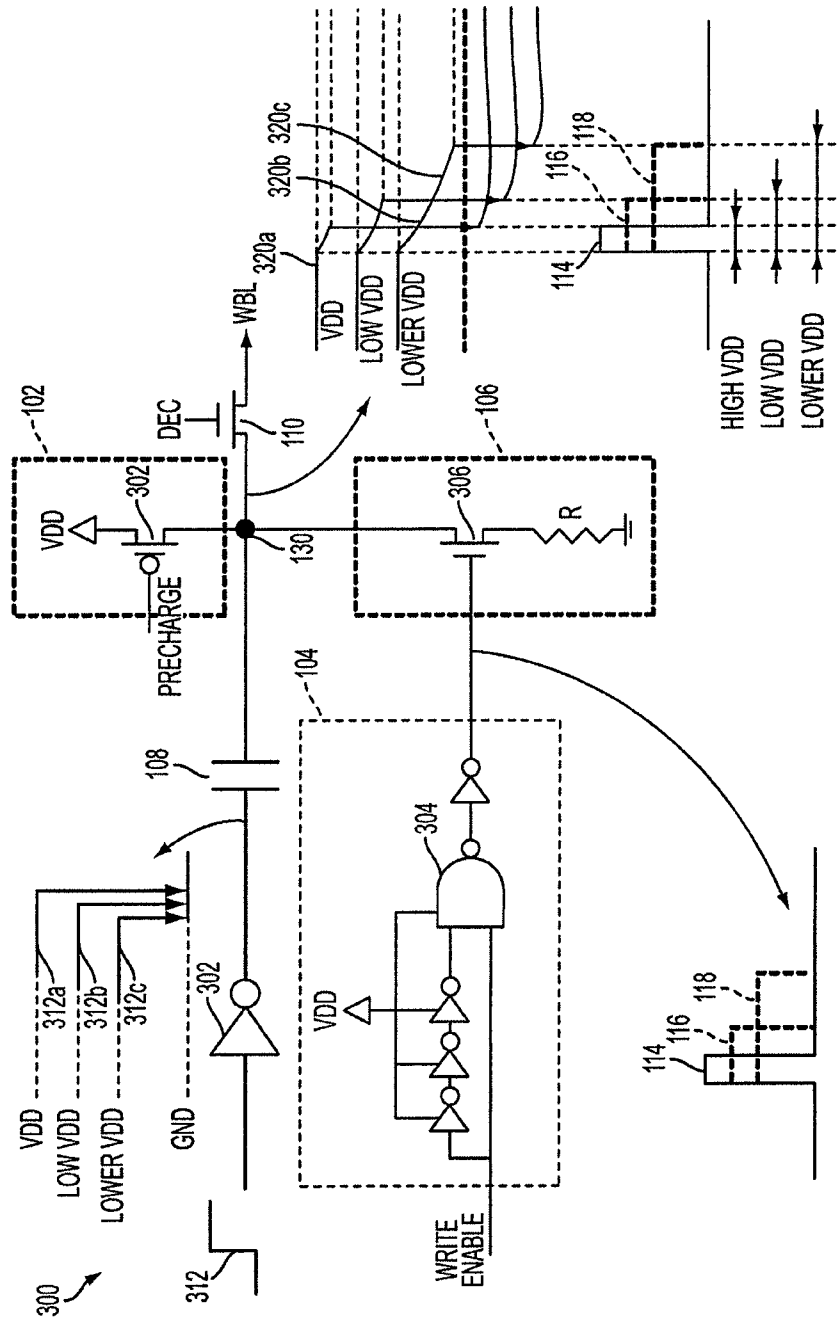 300
312
VDD
LOW VDD
LOWER VDD
GND
312a
312b
312c
302
108
WRITE
ENABLE
VDD
304
104
114
116
118
PRECHARGE
VDD
302
102
130
DEC
110
WBL
306
R
106
320a
320b
320c
VDD
LOW VDD
LOWER VDD
114
116
118
HIGH VDD
LOW VDD
LOWER VDD